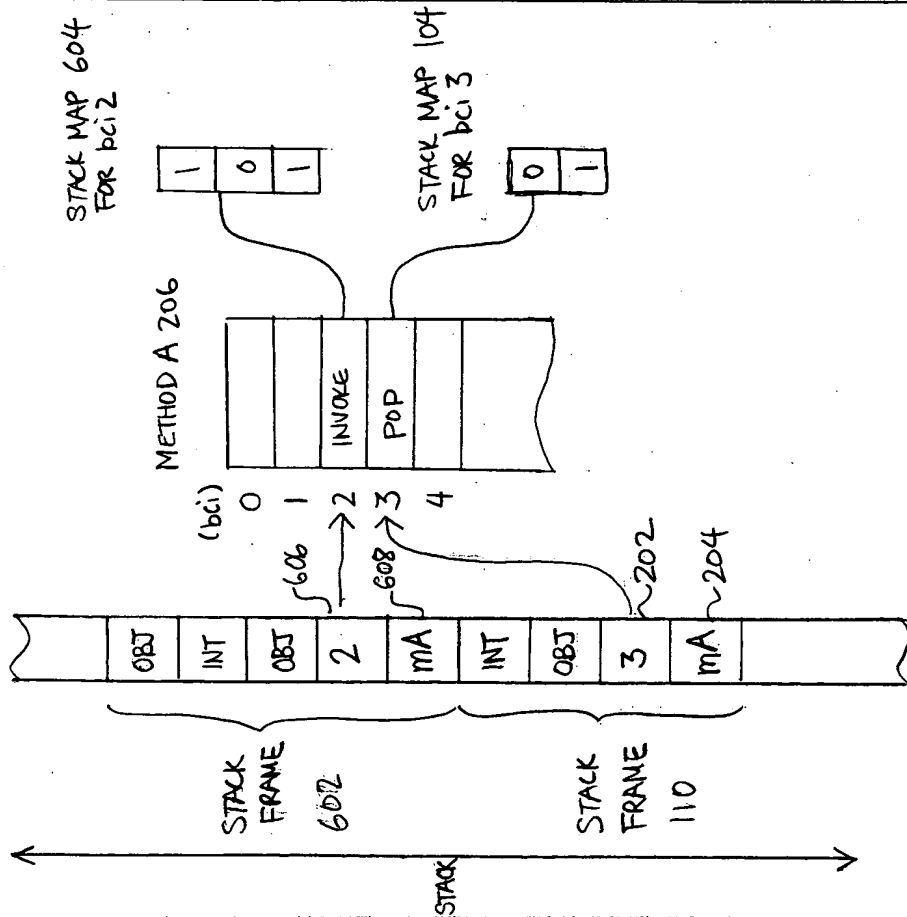 STACK MAP 604
FOR bci 2
1
0
1
STACK MAP 104
FOR bci 3
0
1
METHOD A 206
(bci)
0
1
2
3
4
INVOKE
POP
606
608
202
204
OBJ
INT
OBJ
2
mA
INT
OBJ
3
mA
STACK
FRAME
602
STACK
FRAME
110
STACK